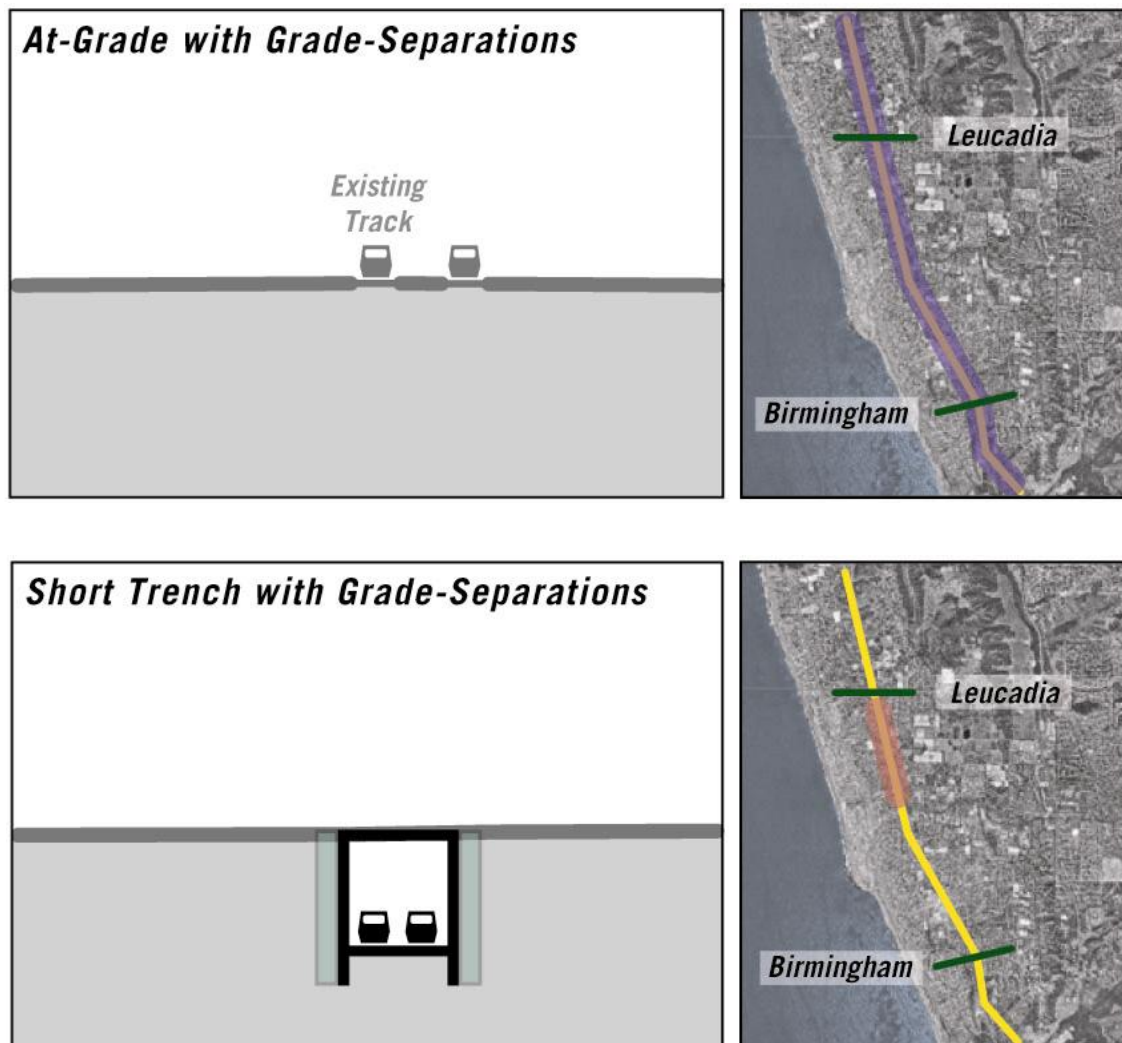 At-Grade with Grade-Separations
Existing
Track
Leucadia
Birmingham
Short Trench with Grade-Separations
Leucadia
Birmingham